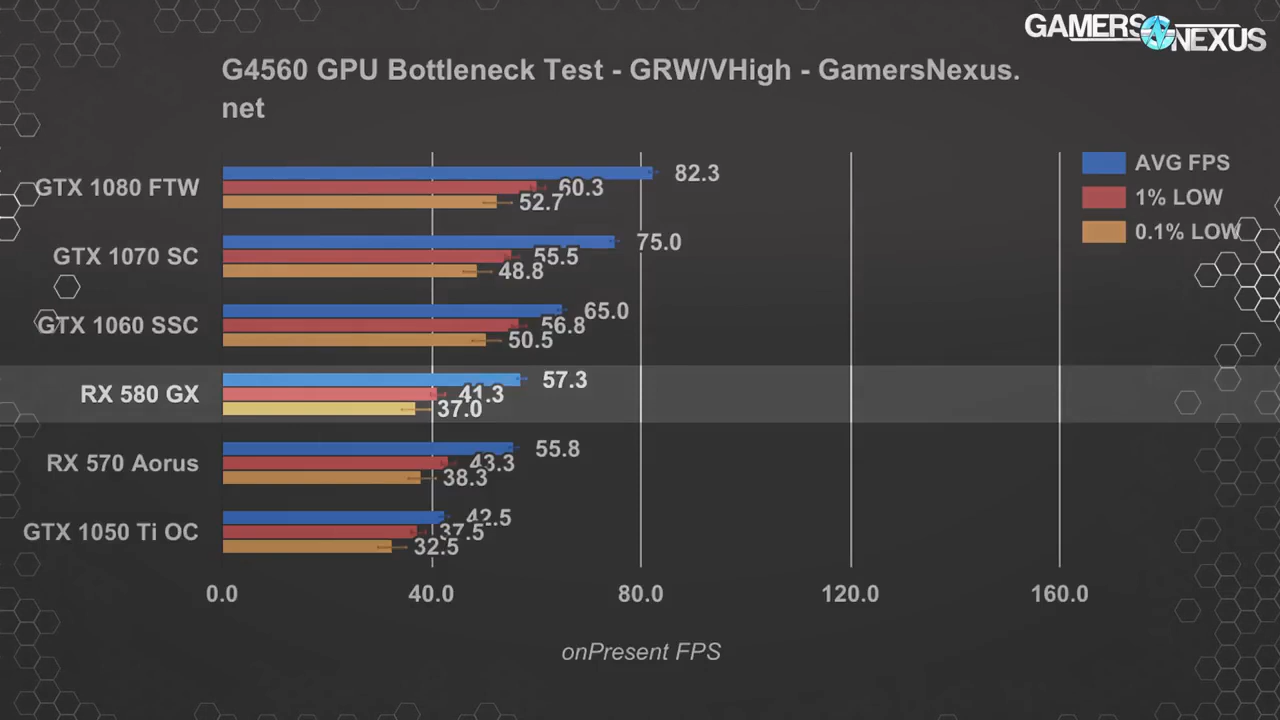 GAMERS NEXUS
G4560 GPU Bottleneck Test - GRW/VHigh - GamersNexus.
net
AVG FPS
1% LOW
0.1% LOW
GTX 1080 FTW
82.3
60.3
52.7
GTX 1070 SC
75.0
55.5
48.8
GTX 1060 SSC
65.0
56.8
50.5
RX 580 GX
57.3
41.3
37.0
RX 570 Aorus
55.8
43.3
38.3
GTX 1050 Ti OC
42.5
37.5
32.5
0.0 40.0 80.0 120.0 160.0
onPresent FPS